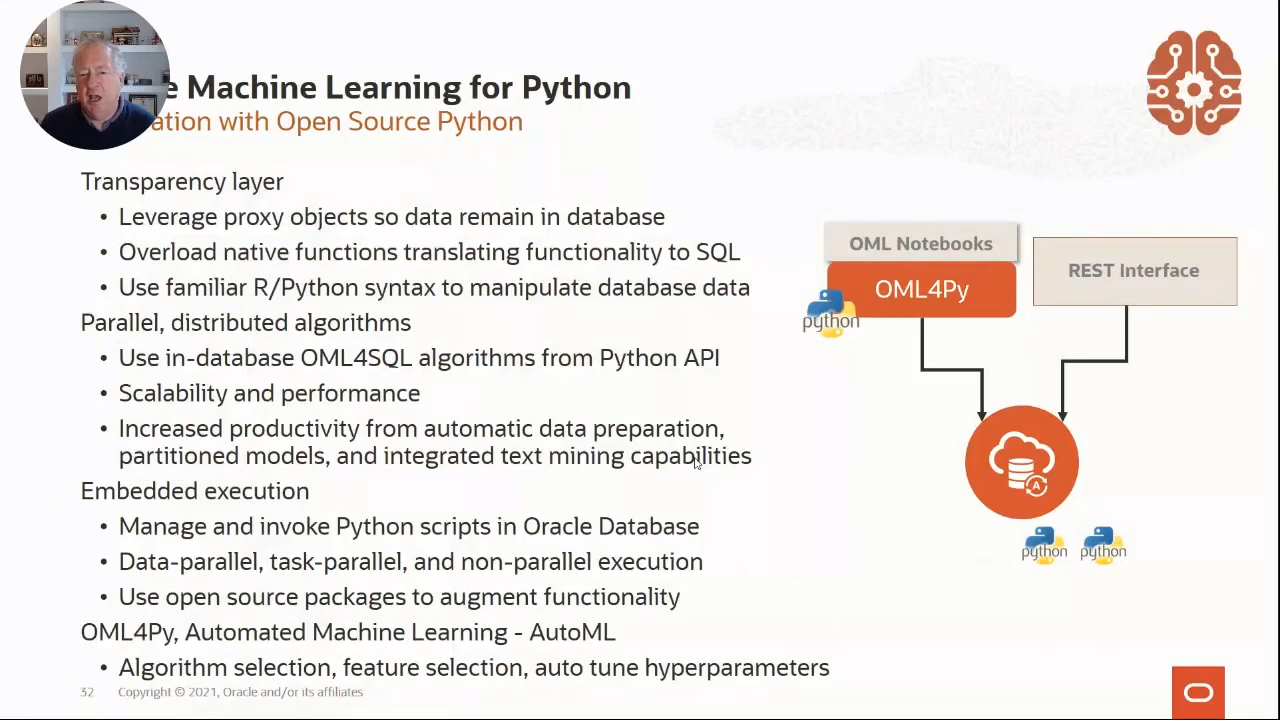 e Machine Learning for Python
ation with Open Source Python
Transparency layer
• Leverage proxy objects so data remain in database
• Overload native functions translating functionality to SQL
• Use familiar R/Python syntax to manipulate database data
Parallel, distributed algorithms
• Use in-database OML4SQL algorithms from Python API
• Scalability and performance
• Increased productivity from automatic data preparation,
partitioned models, and integrated text mining capabilities
Embedded execution
• Manage and invoke Python scripts in Oracle Database
• Data-parallel, task-parallel, and non-parallel execution
• Use open source packages to augment functionality
OML4Py, Automated Machine Learning - AutoML
• Algorithm selection, feature selection, auto tune hyperparameters
OML Notebooks
OML4Py
python
REST Interface
A
python
python
32 Copyright © 2021, Oracle and/or its affiliates